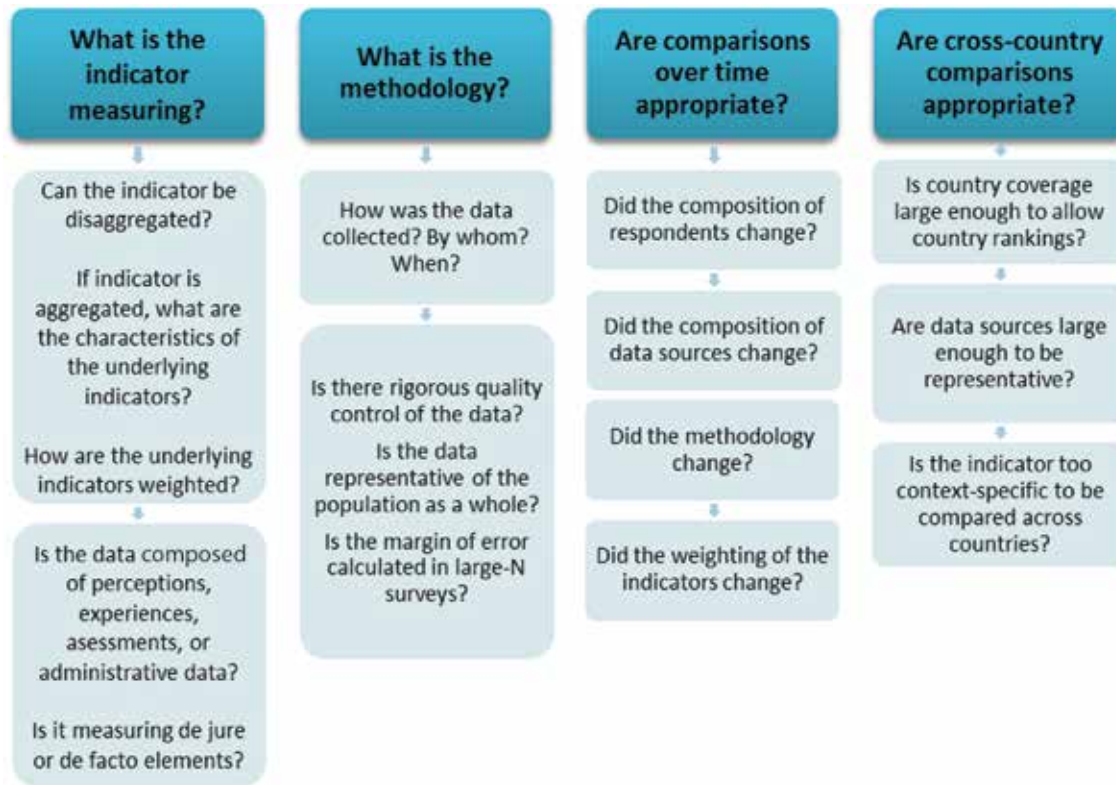 What is the
indicator
measuring?
Can the indicator be
disaggregated?
If indicator is
aggregated, what are
the characteristics of
the underlying
indicators?
How are the underlying
indicators weighted?
Is the data composed
of perceptions,
experiences,
asessments, or
administrative data?
Is it measuring de jure
or de facto elements?
What is the
methodology?
How was the data
collected? By whom?
When?
Is there rigorous quality
control of the data?
Is the data
representative of the
population as a whole?
Is the margin of error
calculated in large-N
surveys?
Are comparisons
over time
appropriate?
Did the composition of
respondents change?
Did the composition of
data sources change?
Did the methodology
change?
Did the weighting of the
indicators change?
Are cross-country
comparisons
appropriate?
Is country coverage
large enough to allow
country rankings?
Are data sources large
enough to be
representative?
Is the indicator too
context-specific to be
compared across
countries?